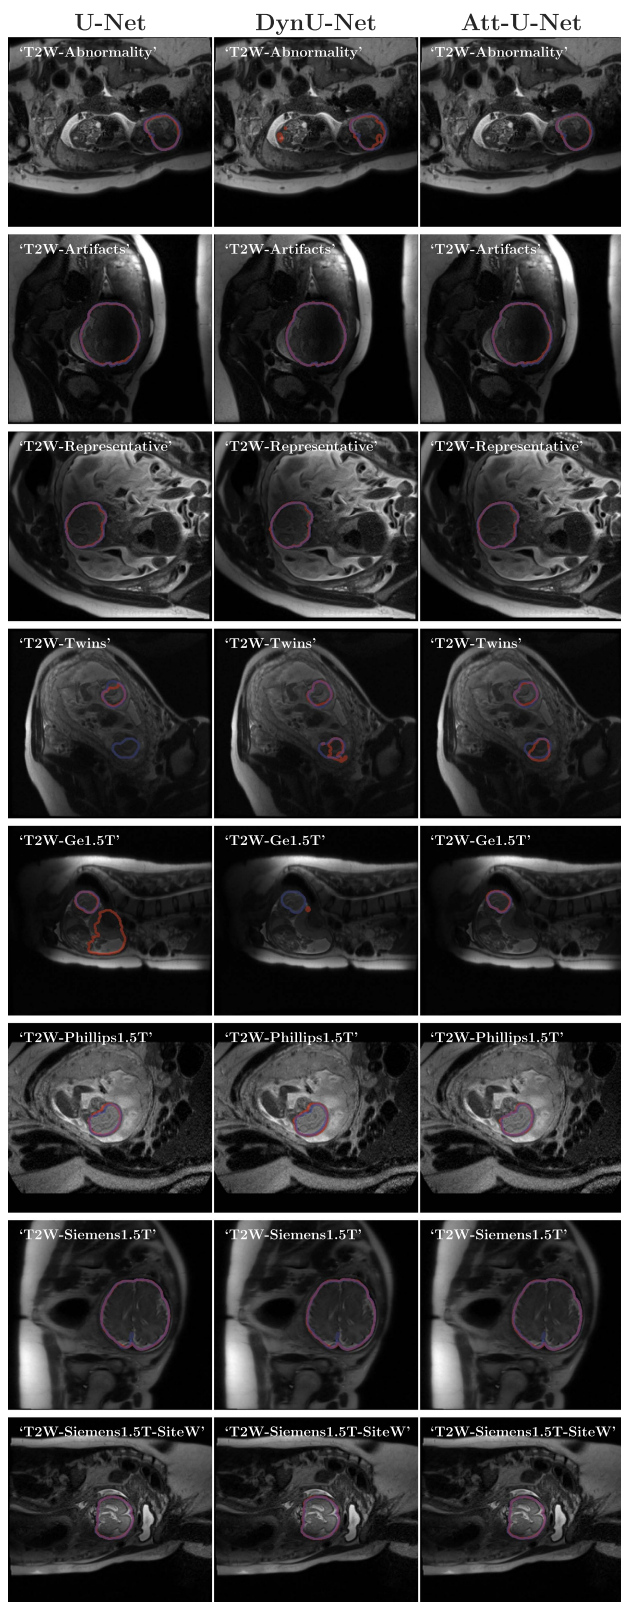 U-Net DynU-Net Att-U-Net
‘T2W-Abnormality’ ‘T2W-Abnormality’ ‘T2W-Abnormality’
‘T2W-Artifacts’ ‘T2W-Artifacts’ ‘T2W-Artifacts’
‘T2W-Representative’ ‘T2W-Representative’ ‘T2W-Representative’
‘T2W-Twins’ ‘T2W-Twins’ ‘T2W-Twins’
‘T2W-Ge1.5T’ ‘T2W-Ge1.5T’ ‘T2W-Ge1.5T’
‘T2W-Phillips1.5T’ ‘T2W-Phillips1.5T’ ‘T2W-Phillips1.5T’
‘T2W-Siemens1.5T’ ‘T2W-Siemens1.5T’ ‘T2W-Siemens1.5T’
‘T2W-Siemens1.5T-SiteW’ ‘T2W-Siemens1.5T-SiteW’ ‘T2W-Siemens1.5T-SiteW’